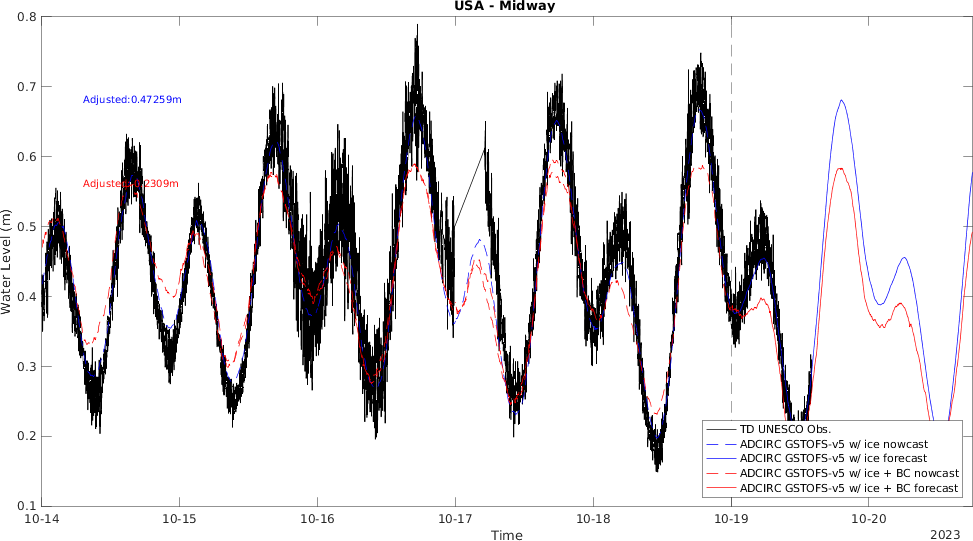 USA - Midway
0.8
0.7
0.6
0.5
0.4
0.3
0.2
0.1
Water Level (m)
Adjusted:0.47259m
Adjusted:0.2309m
TD UNESCO Obs.
ADCIRC GSTOFS-v5 w/ ice nowcast
ADCIRC GSTOFS-v5 w/ ice forecast
ADCIRC GSTOFS-v5 w/ ice + BC nowcast
ADCIRC GSTOFS-v5 w/ ice + BC forecast
10-14 10-15 10-16 10-17 10-18 10-19 10-20
Time
2023